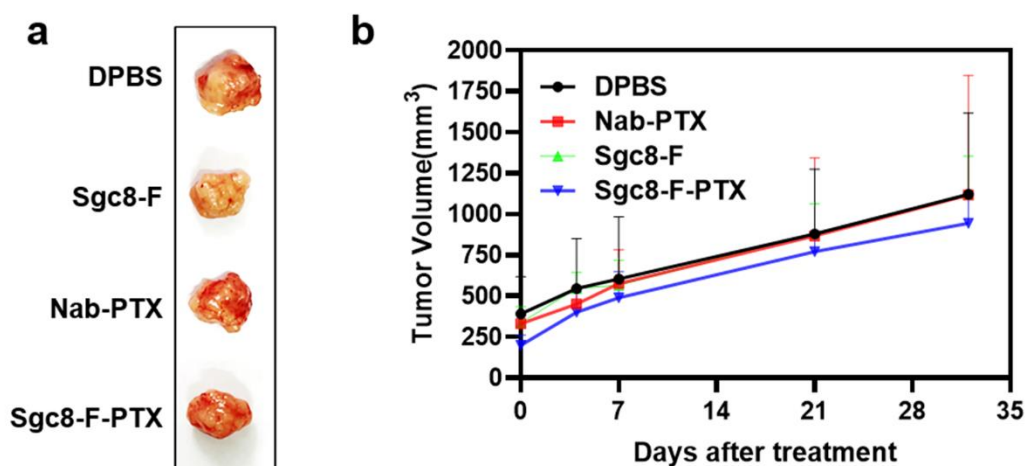 a
DPBS
Sgc8-F
Nab-PTX
Sgc8-F-PTX
b
Tumor Volume(mm³)
2000
1750
1500
1250
1000
750
500
250
0
DPBS
Nab-PTX
Sgc8-F
Sgc8-F-PTX
0 7 14 21 28 35
Days after treatment